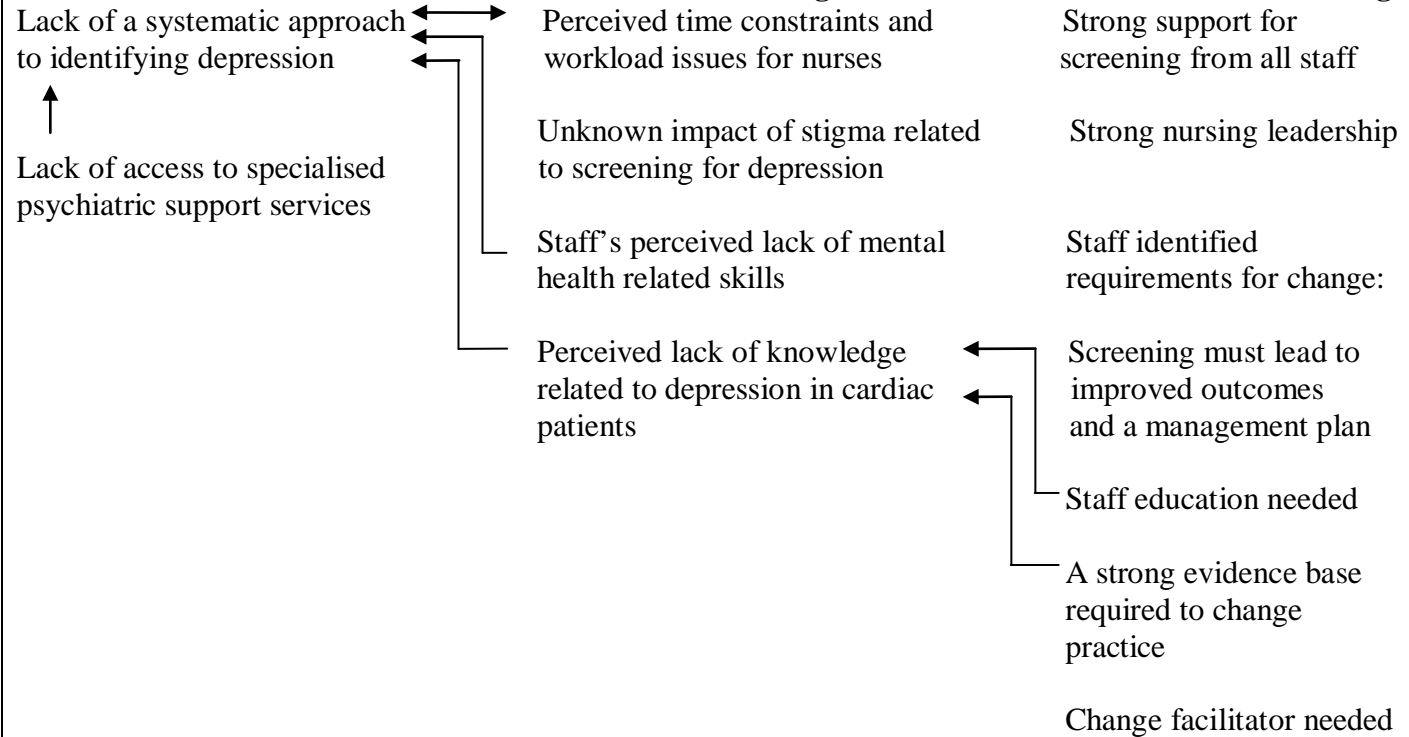 Lack of a systematic approach
to identifying depression
Lack of access to specialised
psychiatric support services
Perceived time constraints and
workload issues for nurses
Unknown impact of stigma related
to screening for depression
Staff’s perceived lack of mental
health related skills
Perceived lack of knowledge
related to depression in cardiac
patients
Strong support for
screening from all staff
Strong nursing leadership
Staff identified
requirements for change:
Screening must lead to
improved outcomes
and a management plan
Staff education needed
A strong evidence base
required to change
practice
Change facilitator needed